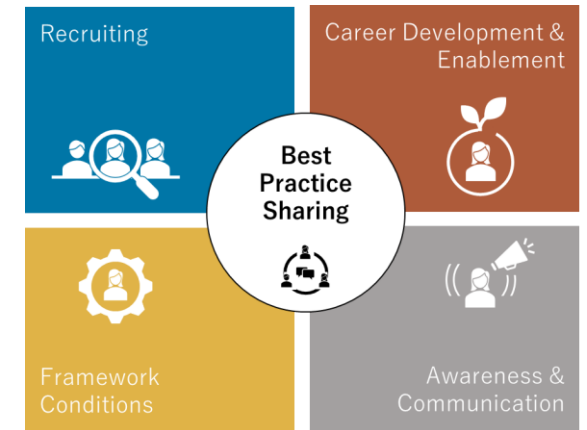 Recruiting
Career Development &
Enablement
Best
Practice
Sharing
Framework
Conditions
Awareness &
Communication